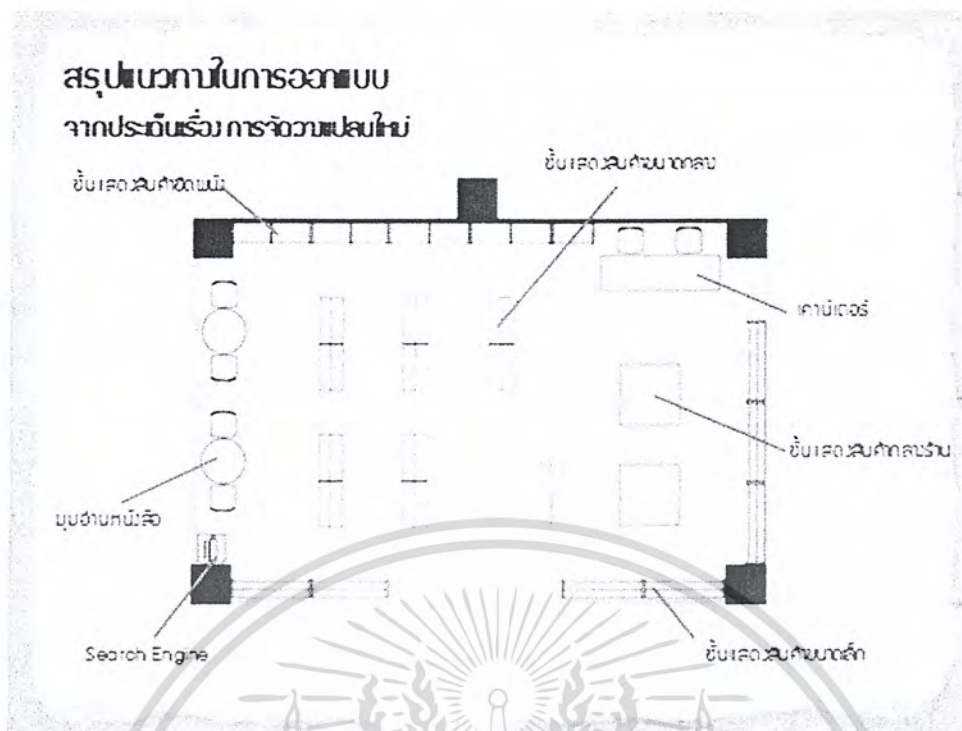 สรุปแนวทางในการออกแบบ
จากประเด็นเรื่อง การจัดวางแปลนใหม่
ชั้นแสดงสินค้าขนาดกลาง
ชั้นแสดงสินค้าติดผนัง
เคาน์เตอร์
ชั้นแสดงสินค้ากลางร้าน
มุมอ่านหนังสือ
Search Engine
ชั้นแสดงสินค้าขนาดเล็ก